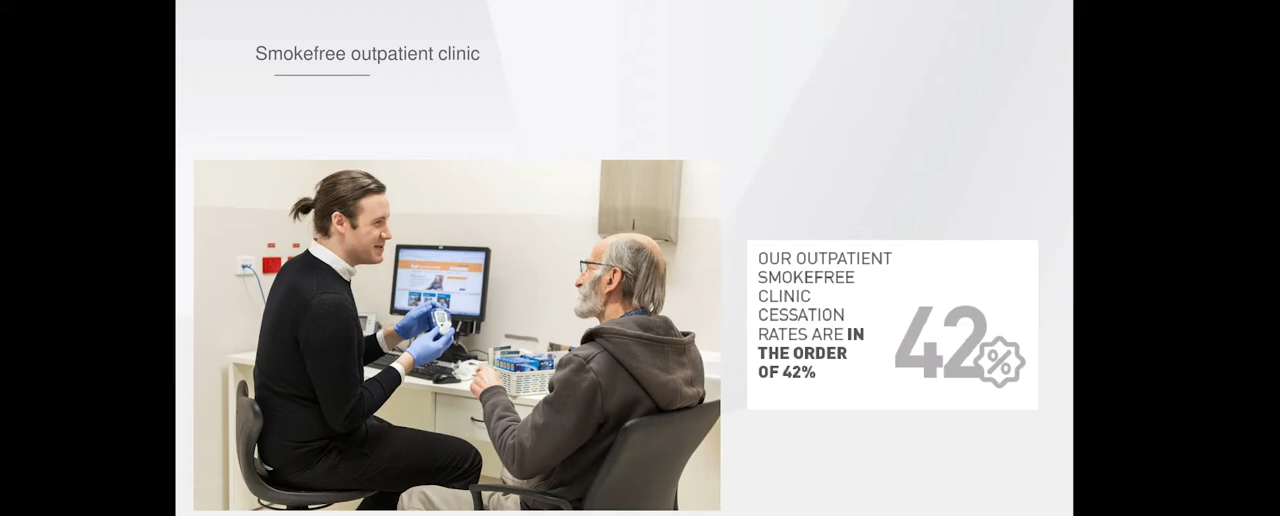 Smokefree outpatient clinic
OUR OUTPATIENT
SMOKEFREE
CLINIC
CESSATION
RATES ARE IN
THE ORDER
OF 42%
42%